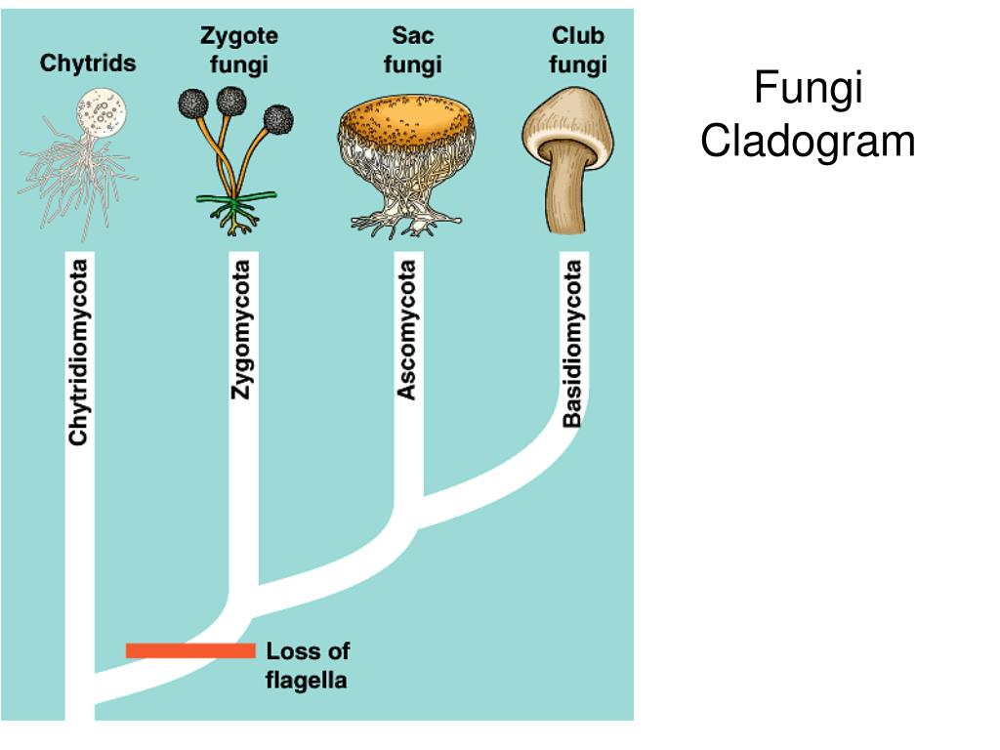 Chytrids
Zygote
fungi
Sac
fungi
Club
fungi
Fungi
Cladogram
Chytridiomycota
Zygomycota
Ascomycota
Basidiomycota
Loss of
flagella